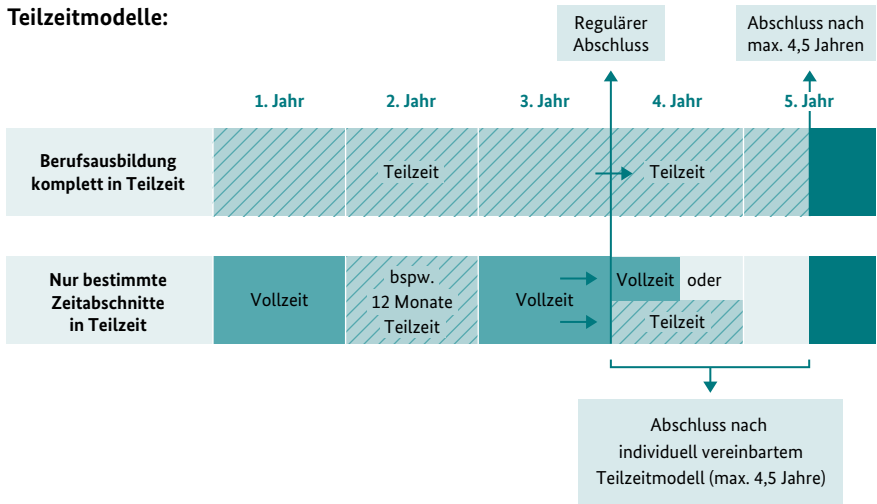 Teilzeitmodelle:
Regulärer
Abschluss
Abschluss nach
max. 4,5 Jahren
1. Jahr
2. Jahr
3. Jahr
4. Jahr
5. Jahr
Berufsausbildung
komplett in Teilzeit
Teilzeit
Teilzeit
Nur bestimmte
Zeitabschnitte
in Teilzeit
Vollzeit
bspw.
12 Monate
Teilzeit
Vollzeit
Vollzeit oder
Teilzeit
Abschluss nach
individuell vereinbartem
Teilzeitmodell (max. 4,5 Jahre)